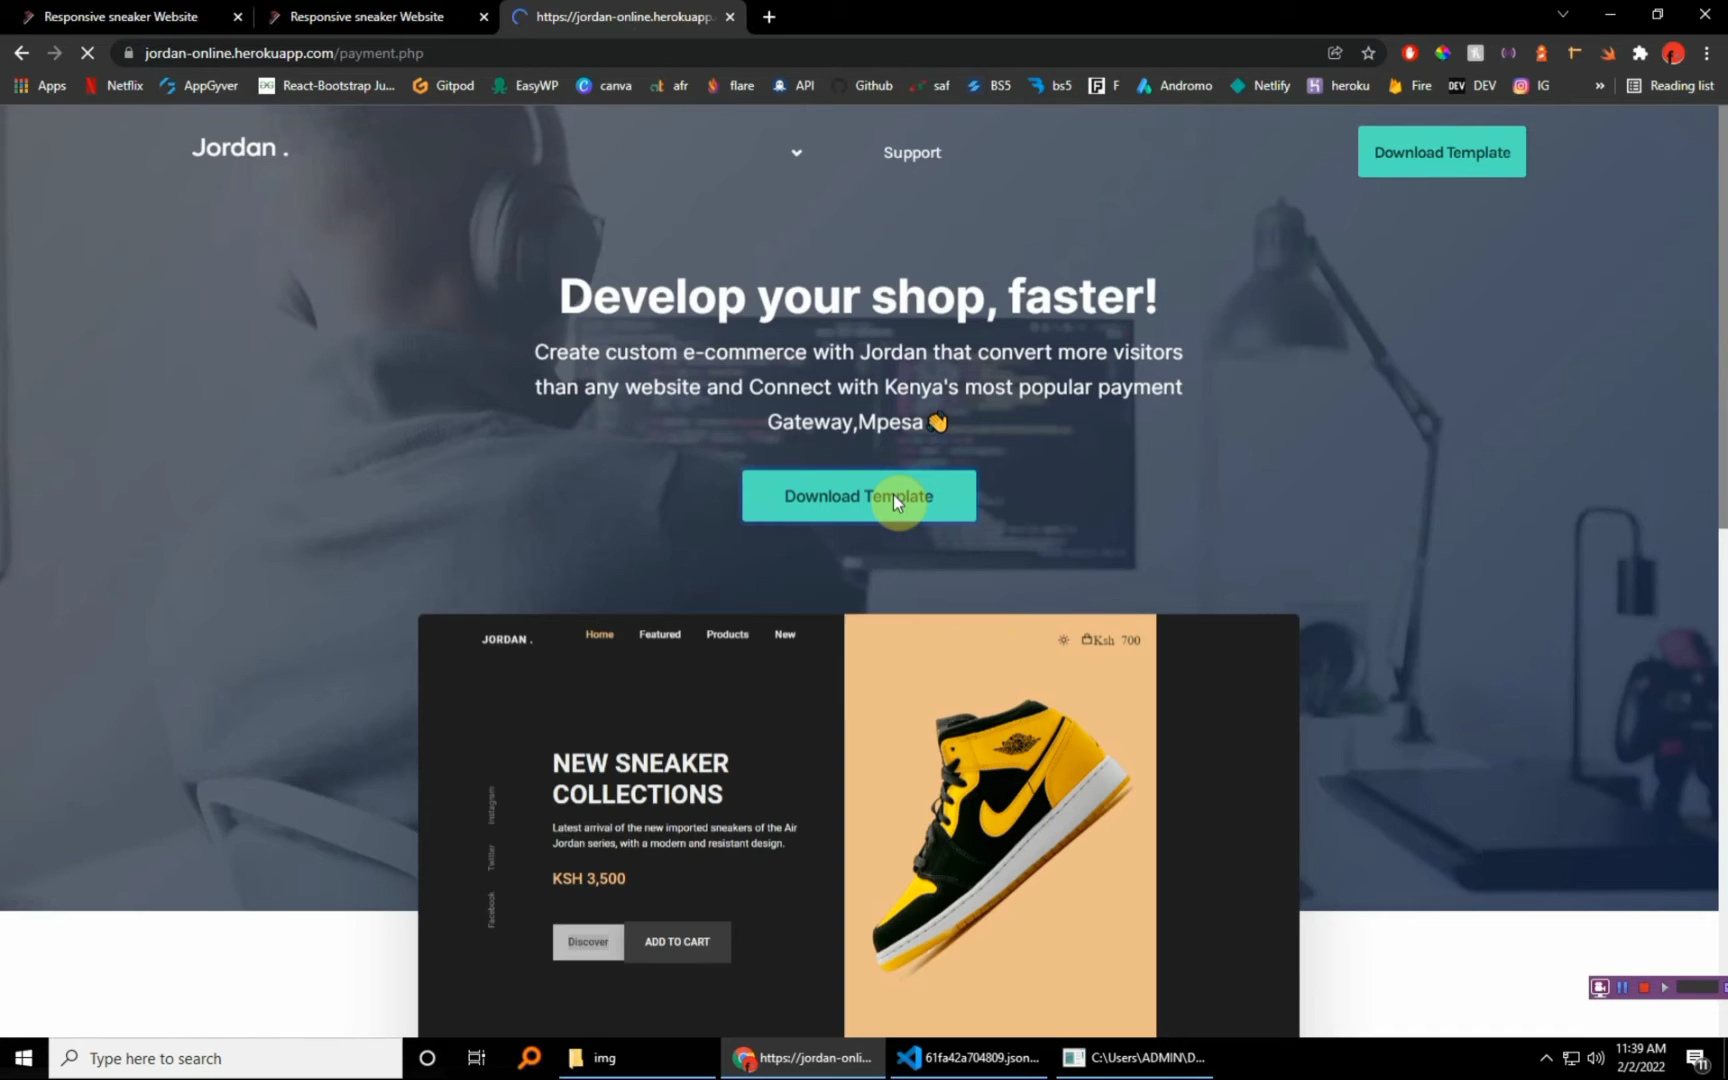 Responsive sneaker Website
Responsive sneaker Website
https://jordan-online.herokuapp.
jordan-online.herokuapp.com/payment.php
Apps
Netflix
AppGyver
React-Bootstrap Ju...
Gitpod
EasyWP
canva
afr
flare
API
Github
saf
BS5
bs5
F
Andromo
Netlify
heroku
Fire
DEV
IG
»
Reading list
Jordan .
Support
Download Template
Develop your shop, faster!
Create custom e-commerce with Jordan that convert more visitors
than any website and Connect with Kenya's most popular payment
Gateway,Mpesa👏
Download Template
JORDAN .
Home
Featured
Products
New
Ksh 700
NEW SNEAKER
COLLECTIONS
Latest arrival of the new imported sneakers of the Air
Jordan series, with a modern and resistant design.
KSH 3,500
Discover
ADD TO CART
Instagram
Twitter
Facebook
Type here to search
img
https://jordan-onli...
61fa42a704809.json...
C:\Users\ADMIN\D...
11:39 AM
2/2/2022
11